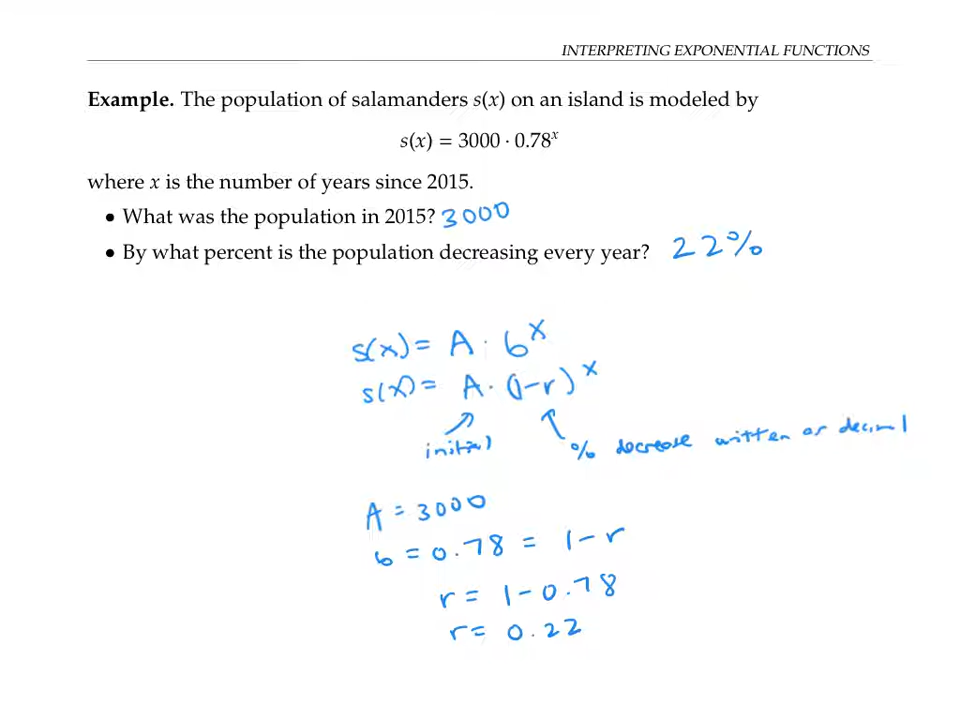 INTERPRETING EXPONENTIAL FUNCTIONS
Example. The population of salamanders s(x) on an island is modeled by
s(x) = 3000 · 0.78ˣ
where x is the number of years since 2015.
• What was the population in 2015? 3000
• By what percent is the population decreasing every year? 22%
s(x) = A · bˣ
s(x) = A · (1-r)ˣ
initial % decrease written as decimal
A = 3000
b = 0.78 = 1-r
r = 1-0.78
r = 0.22